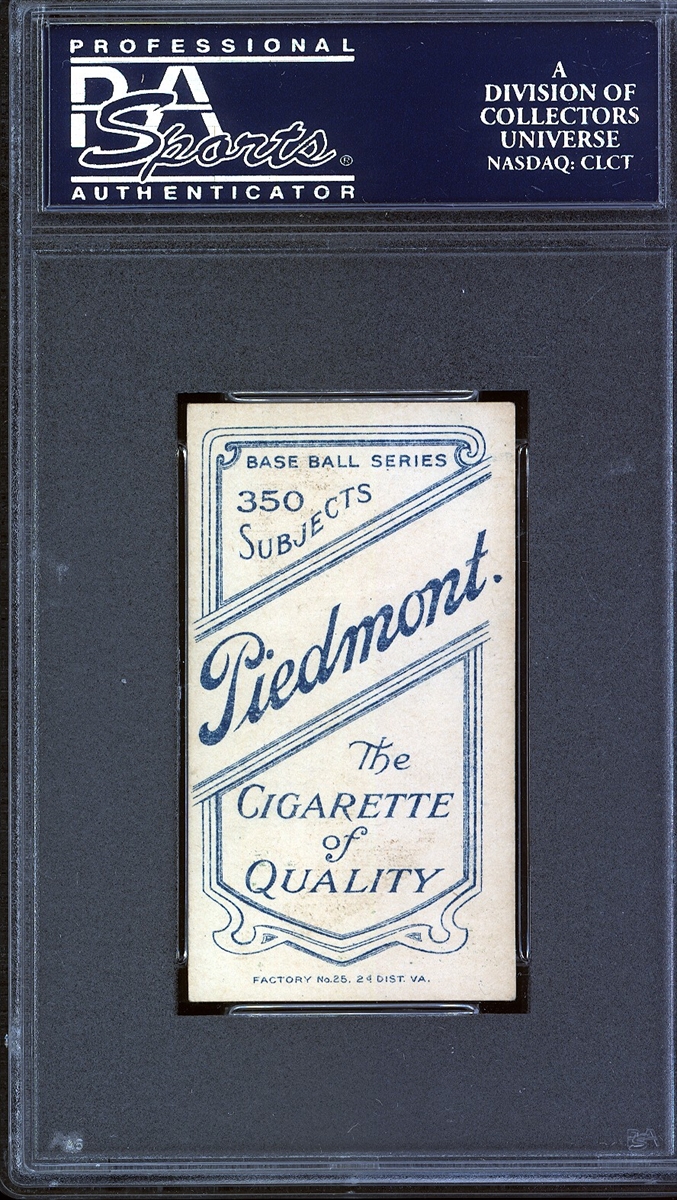 PROFESSIONAL
PSA
Sports®
AUTHENTICATOR
A
DIVISION OF
COLLECTORS
UNIVERSE
NASDAQ: CLCT
BASE BALL SERIES
350
SUBJECTS
Piedmont.
The
CIGARETTE
of
QUALITY
FACTORY No.25. 2d DIST. VA.
PSA